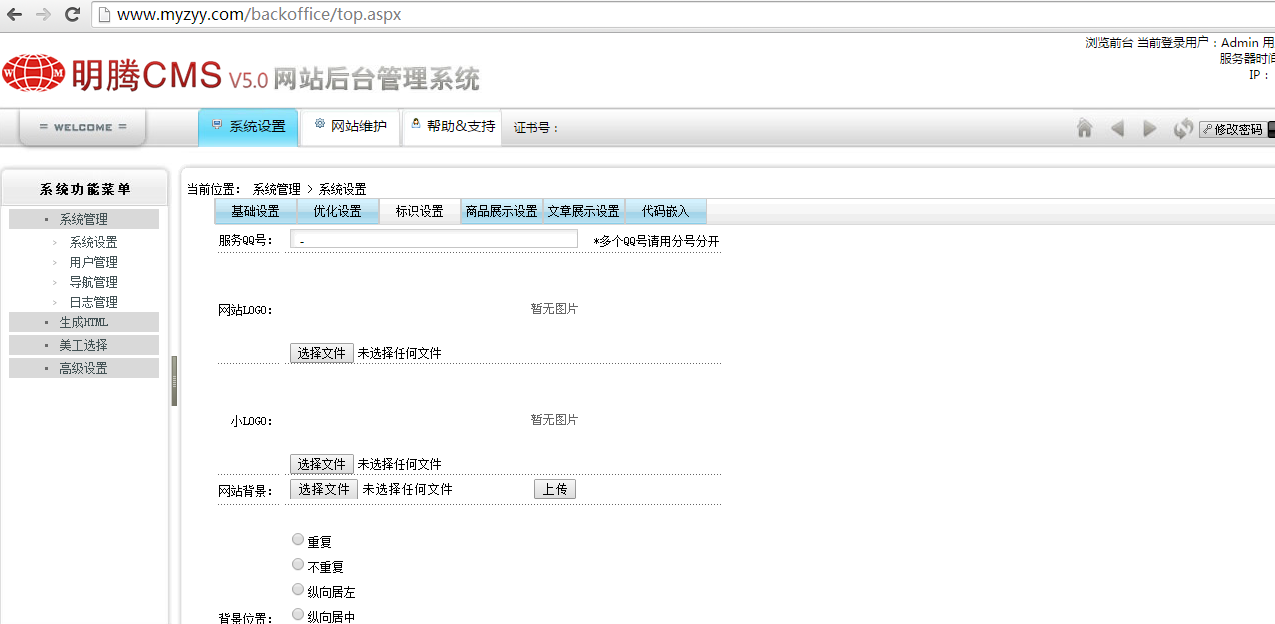 www.myzyy.com/backoffice/top.aspx
浏览前台 当前登录用户：Admin 用
服务器时间
IP：
明腾CMS V5.0 网站后台管理系统
= WELCOME =
系统设置 网站维护 帮助&支持 证书号：
修改密码
系统功能菜单
系统管理
系统设置
用户管理
导航管理
日志管理
生成HTML
美工选择
高级设置
当前位置： 系统管理 > 系统设置
基础设置 优化设置 标识设置 商品展示设置 文章展示设置 代码嵌入
服务QQ号： - *多个QQ号请用分号分开
网站LOGO： 暂无图片
选择文件 未选择任何文件
小LOGO： 暂无图片
选择文件 未选择任何文件
网站背景： 选择文件 未选择任何文件 上传
重复
不重复
纵向居左
背景位置： 纵向居中